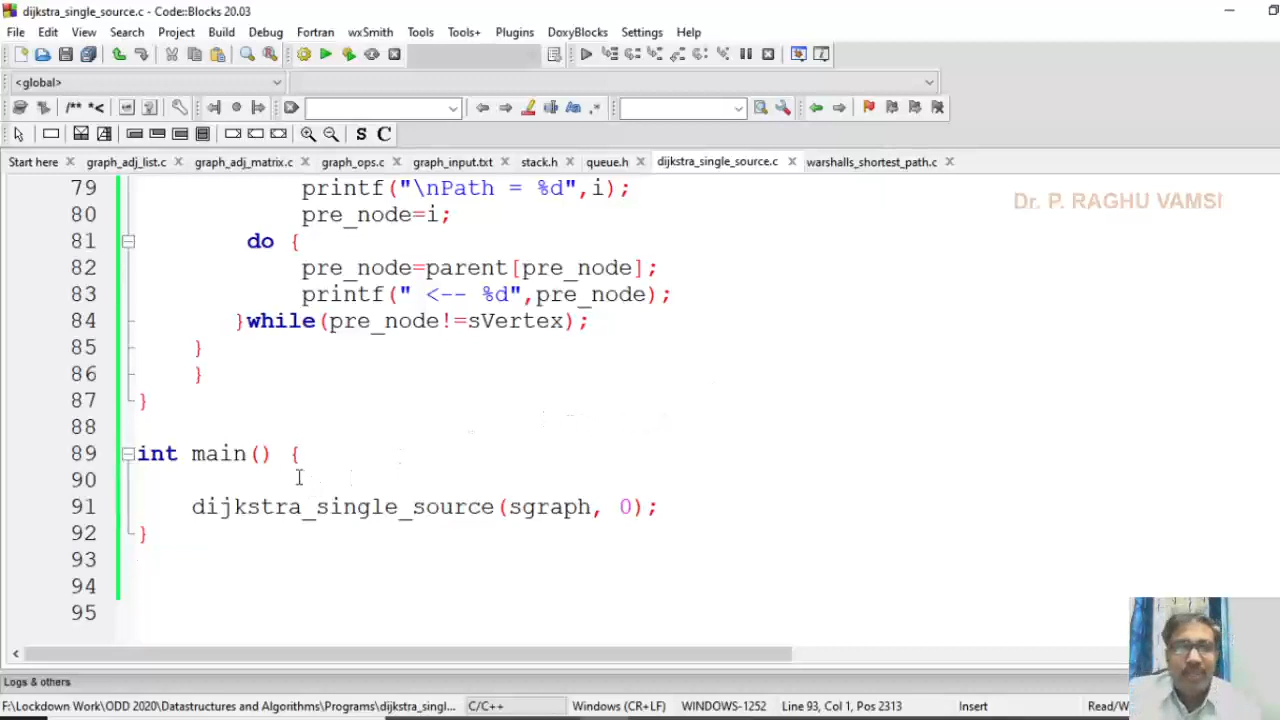 dijkstra_single_source.c - Code::Blocks 20.03
File Edit View Search Project Build Debug Fortran wxSmith Tools Tools+ Plugins DoxyBlocks Settings Help
<global>
/** *< .*
S C
Start here graph_adj_list.c graph_adj_matrix.c graph_ops.c graph_input.txt stack.h queue.h dijkstra_single_source.c warshalls_shortest_path.c
Dr. P. RAGHU VAMSI
79 printf("\nPath = %d",i);
80 pre_node=i;
81 do {
82 pre_node=parent[pre_node];
83 printf(" <-- %d",pre_node);
84 }while(pre_node!=sVertex);
85 }
86 }
87 }
88
89 int main() {
90
91 dijkstra_single_source(sgraph, 0);
92 }
93
94
95
Logs & others
F:\Lockdown Work\ODD 2020\Datastructures and Algorithms\Programs\dijkstra_singl... C/C++ Windows (CR+LF) WINDOWS-1252 Line 93, Col 1, Pos 2313 Insert Read/W